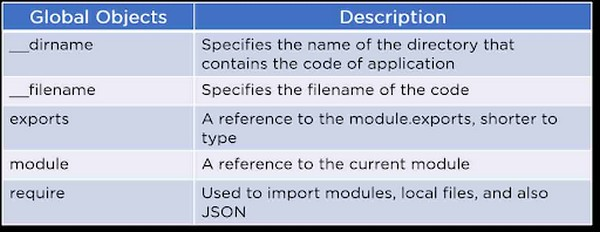 Global Objects Description
__dirname Specifies the name of the directory that
contains the code of application
__filename Specifies the filename of the code
exports A reference to the module.exports, shorter to
type
module A reference to the current module
require Used to import modules, local files, and also
JSON